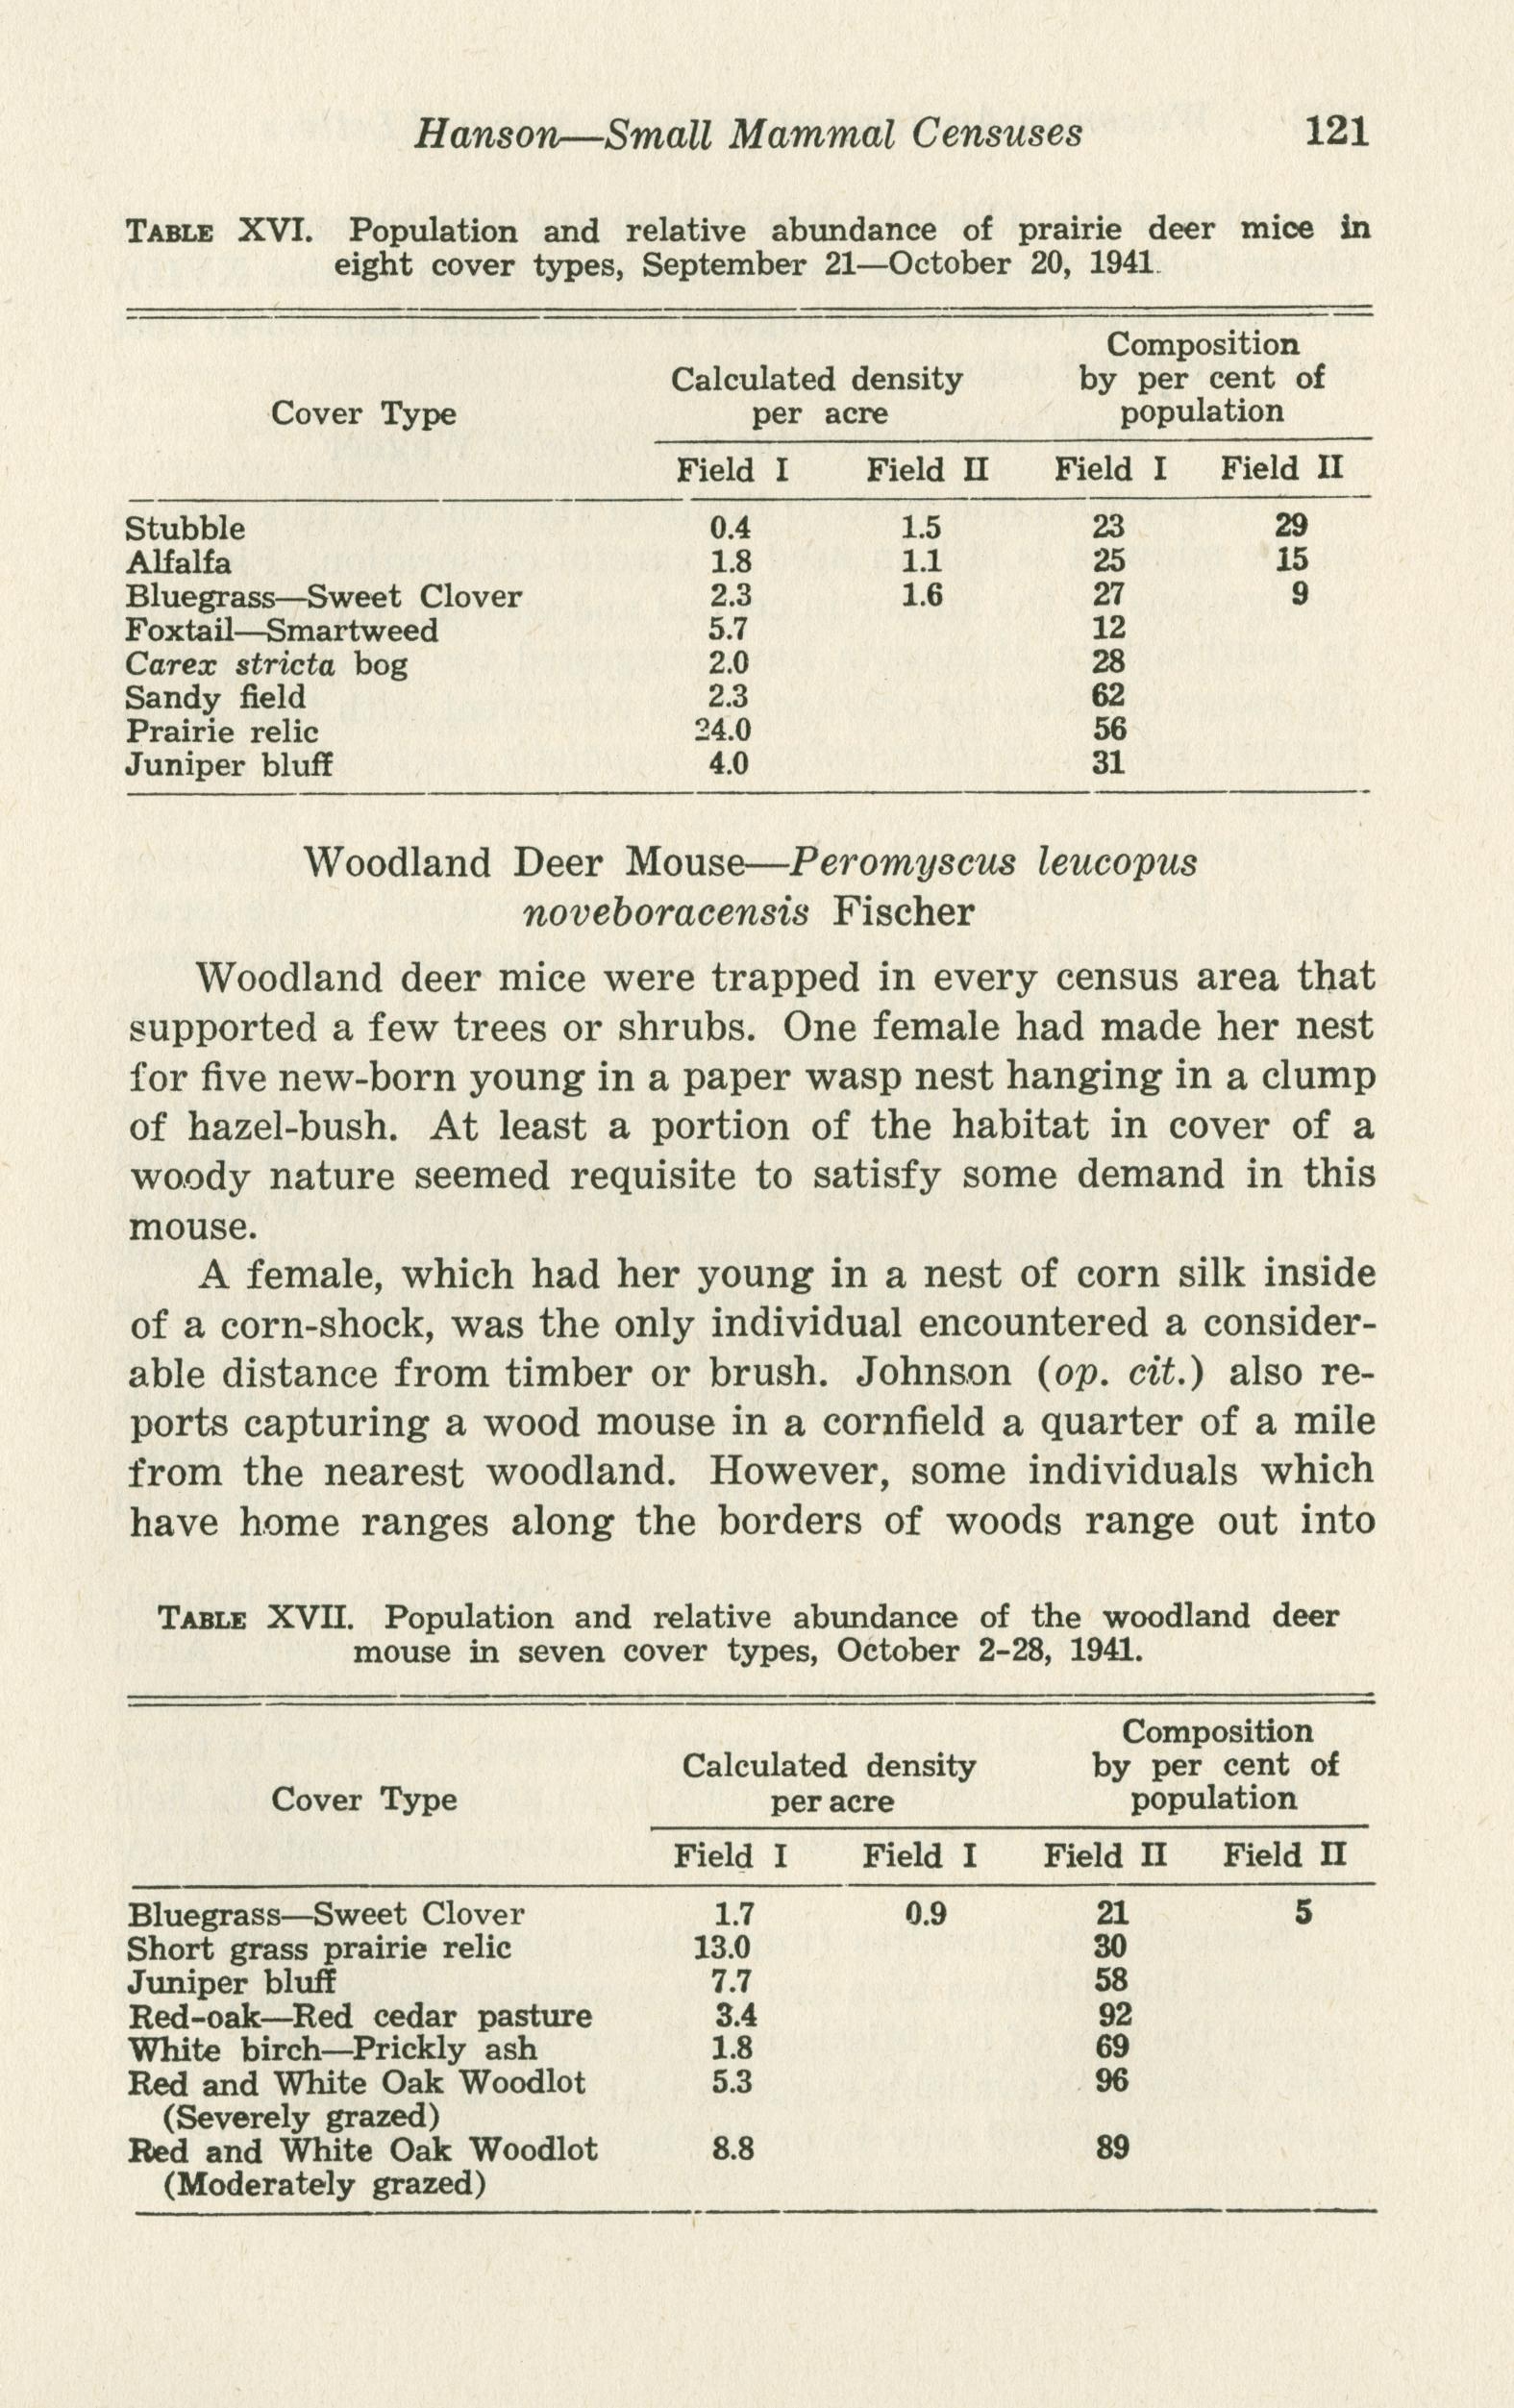 Hanson—Small Mammal Censuses 121
TABLE XVI. Population and relative abundance of prairie deer mice in
eight cover types, September 21—October 20, 1941.
Composition
Calculated density by per cent of
Cover Type per acre population
Field I Field II Field I Field II
Stubble 0.4 1.5 23 29
Alfalfa 1.8 1.1 25 15
Bluegrass—Sweet Clover 2.3 1.6 27 9
Foxtail—Smartweed 5.7 12
Carex stricta bog 2.0 28
Sandy field 2.3 62
Prairie relic 24.0 56
Juniper bluff 4.0 31
Woodland Deer Mouse—Peromyscus leucopus
noveboracensis Fischer
Woodland deer mice were trapped in every census area that
supported a few trees or shrubs. One female had made her nest
for five new-born young in a paper wasp nest hanging in a clump
of hazel-bush. At least a portion of the habitat in cover of a
woody nature seemed requisite to satisfy some demand in this
mouse.
A female, which had her young in a nest of corn silk inside
of a corn-shock, was the only individual encountered a consider-
able distance from timber or brush. Johnson (op. cit.) also re-
ports capturing a wood mouse in a cornfield a quarter of a mile
from the nearest woodland. However, some individuals which
have home ranges along the borders of woods range out into
TABLE XVII. Population and relative abundance of the woodland deer
mouse in seven cover types, October 2-28, 1941.
Composition
Calculated density by per cent of
Cover Type per acre population
Field I Field I Field II Field II
Bluegrass—Sweet Clover 1.7 0.9 21 5
Short grass prairie relic 13.0 30
Juniper bluff 7.7 58
Red-oak—Red cedar pasture 3.4 92
White birch—Prickly ash 1.8 69
Red and White Oak Woodlot 5.3 96
(Severely grazed)
Red and White Oak Woodlot 8.8 89
(Moderately grazed)